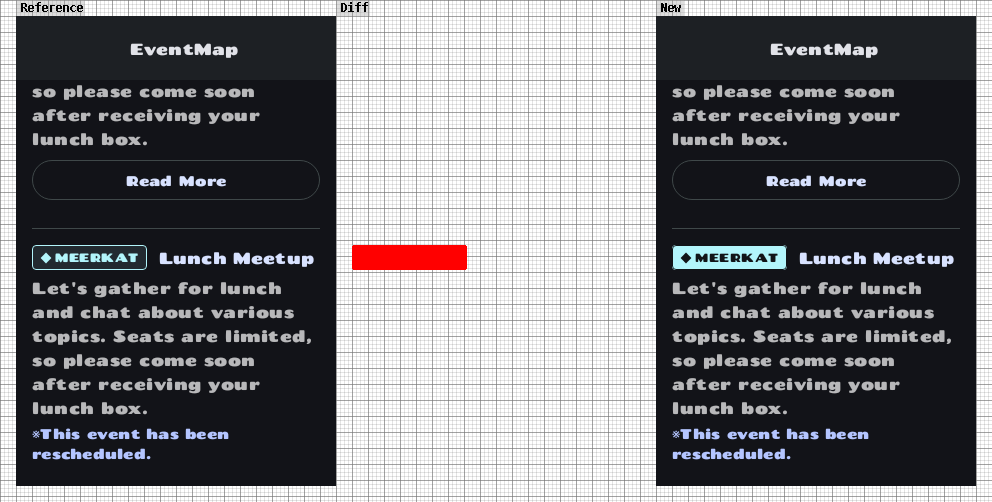 Reference
Diff
New
EventMap
so please come soon
after receiving your
lunch box.
Read More
◆MEERKAT Lunch Meetup
Let's gather for lunch
and chat about various
topics. Seats are limited,
so please come soon
after receiving your
lunch box.
※This event has been
rescheduled.
EventMap
so please come soon
after receiving your
lunch box.
Read More
◆MEERKAT Lunch Meetup
Let's gather for lunch
and chat about various
topics. Seats are limited,
so please come soon
after receiving your
lunch box.
※This event has been
rescheduled.